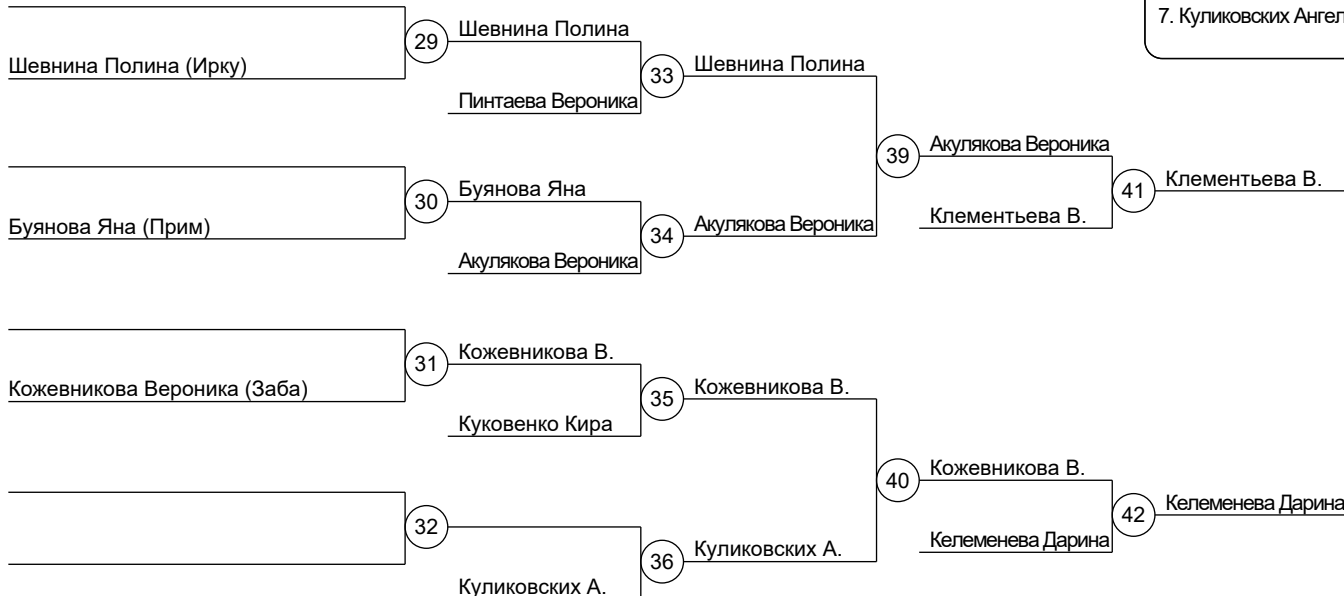 7. Куликовских Ангел
29
Шевнина Полина
Шевнина Полина (Ирку)
33
Шевнина Полина
Пинтаева Вероника
39
Акулякова Вероника
30
Буянова Яна
41
Клементьева В.
Буянова Яна (Прим)
34
Акулякова Вероника
Клементьева В.
Акулякова Вероника
31
Кожевникова В.
Кожевникова Вероника (Заба)
35
Кожевникова В.
Куковенко Кира
40
Кожевникова В.
32
42
Келеменева Дарина
36
Куликовских А.
Келеменева Дарина
Куликовских А.